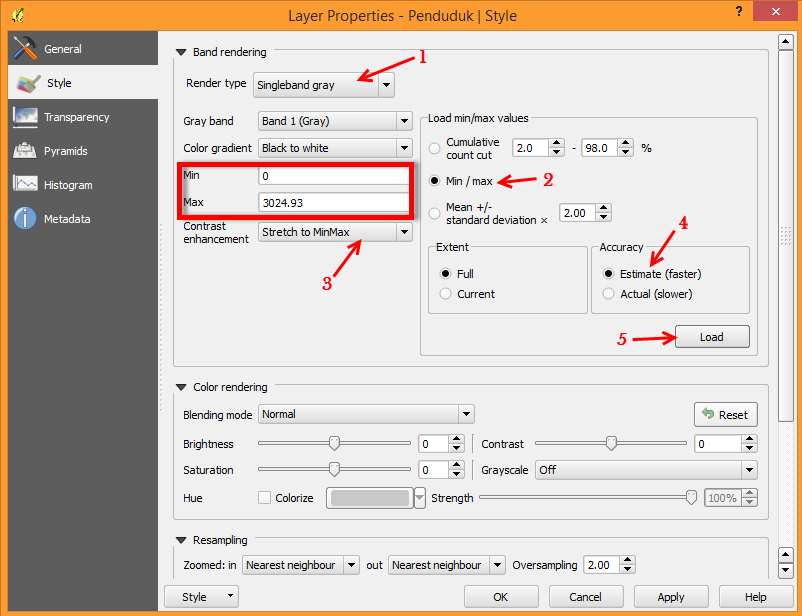 Layer Properties - Penduduk | Style
?
General
Style
Transparency
Pyramids
Histogram
Metadata
Band rendering
1
Render type Singleband gray
Gray band Band 1 (Gray)
Color gradient Black to white
Min 0
Max 3024.93
Contrast
enhancement Stretch to MinMax
3
Load min/max values
Cumulative
count cut 2.0 - 98.0 %
Min / max 2
Mean +/-
standard deviation × 2.00
Extent
Full
Current
4
Accuracy
Estimate (faster)
Actual (slower)
5 Load
Color rendering
Blending mode Normal Reset
Brightness 0 Contrast 0
Saturation 0 Grayscale Off
Hue Colorize Strength 100%
Resampling
Zoomed: in Nearest neighbour out Nearest neighbour Oversampling 2.00
Style OK Cancel Apply Help